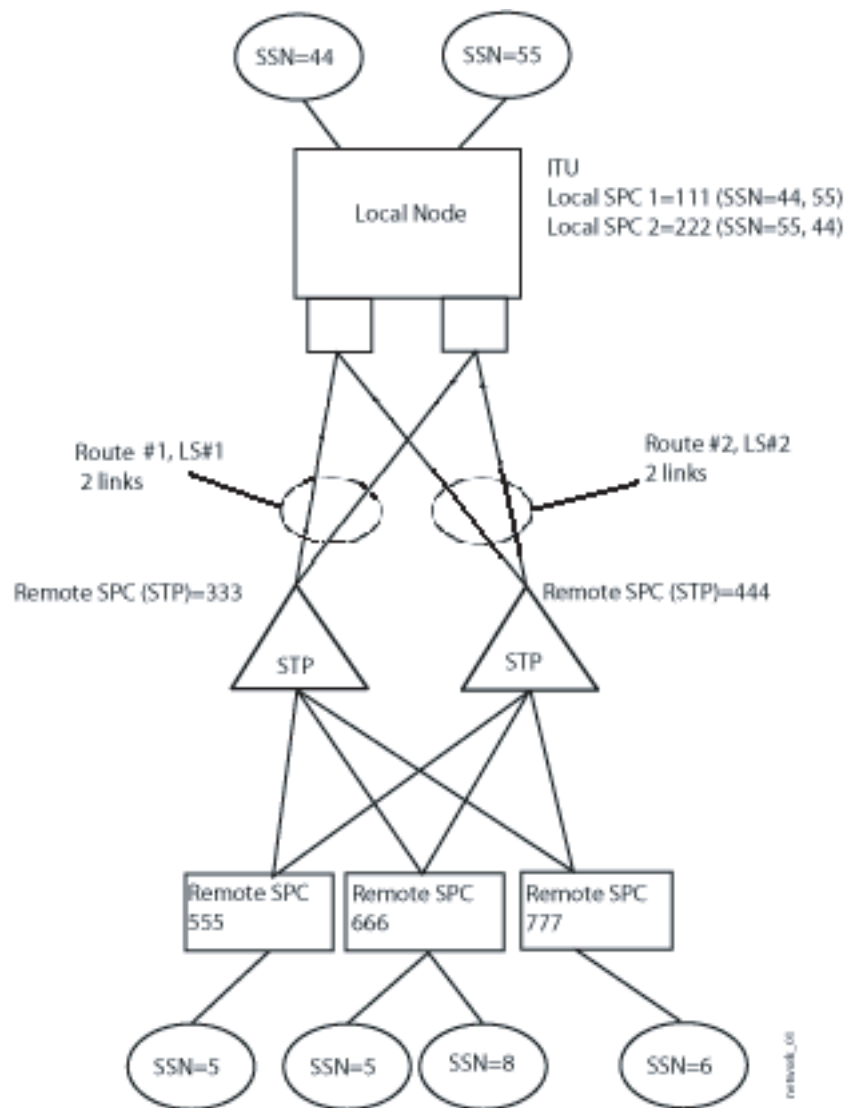 SSN=44
SSN=55
Local Node
ITU
Local SPC 1=111 (SSN=44, 55)
Local SPC 2=222 (SSN=55, 44)
Route #1, LS#1
2 links
Route #2, LS#2
2 links
Remote SPC (STP)=333
Remote SPC (STP)=444
STP
STP
Remote SPC
555
Remote SPC
666
Remote SPC
777
SSN=5
SSN=5
SSN=8
SSN=6
network_01